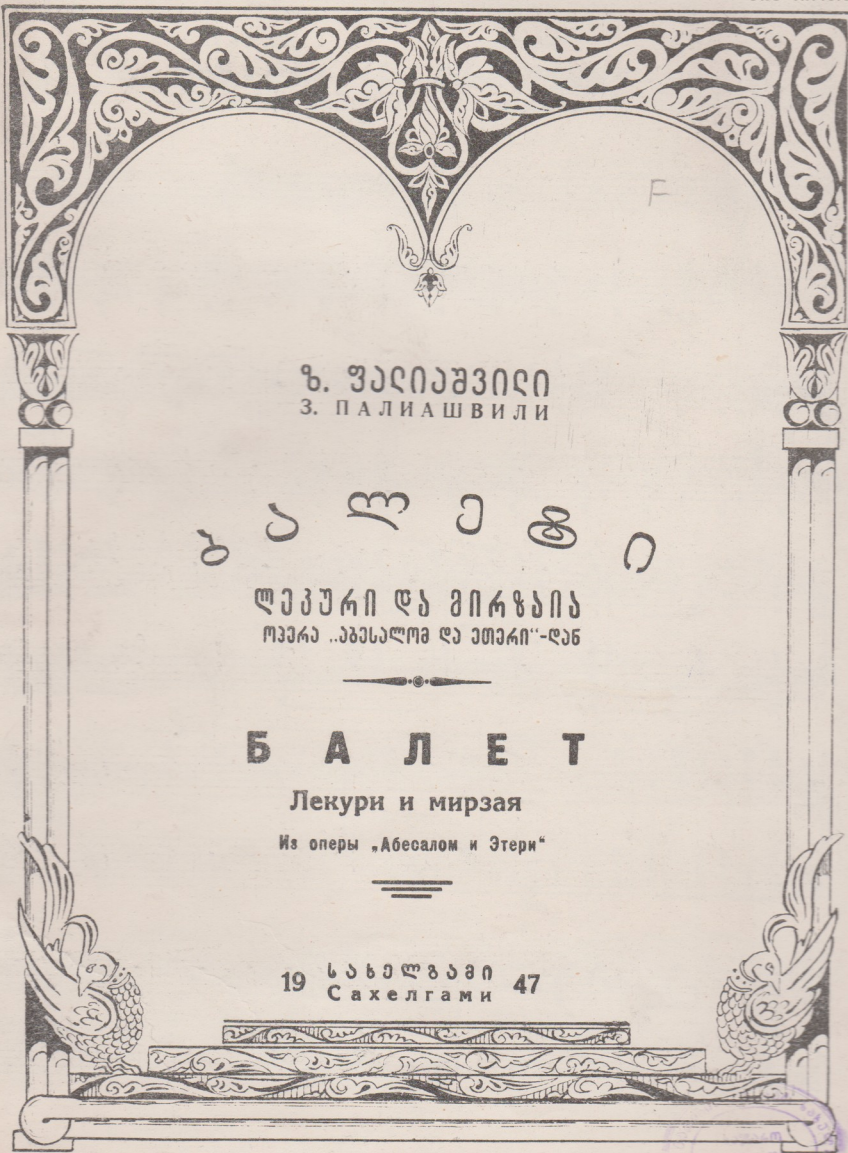 F
ზ. ფალიაშვილი
З. ПАЛИАШВИЛИ
ბალეტი
ლეკური და მირზაია
ოპერა „აბესალომ და ეთერი“-დან
БАЛЕТ
Лекури и мирзая
Из оперы „Абесалом и Этери“
19 სახელგამი 47
Сахелгами